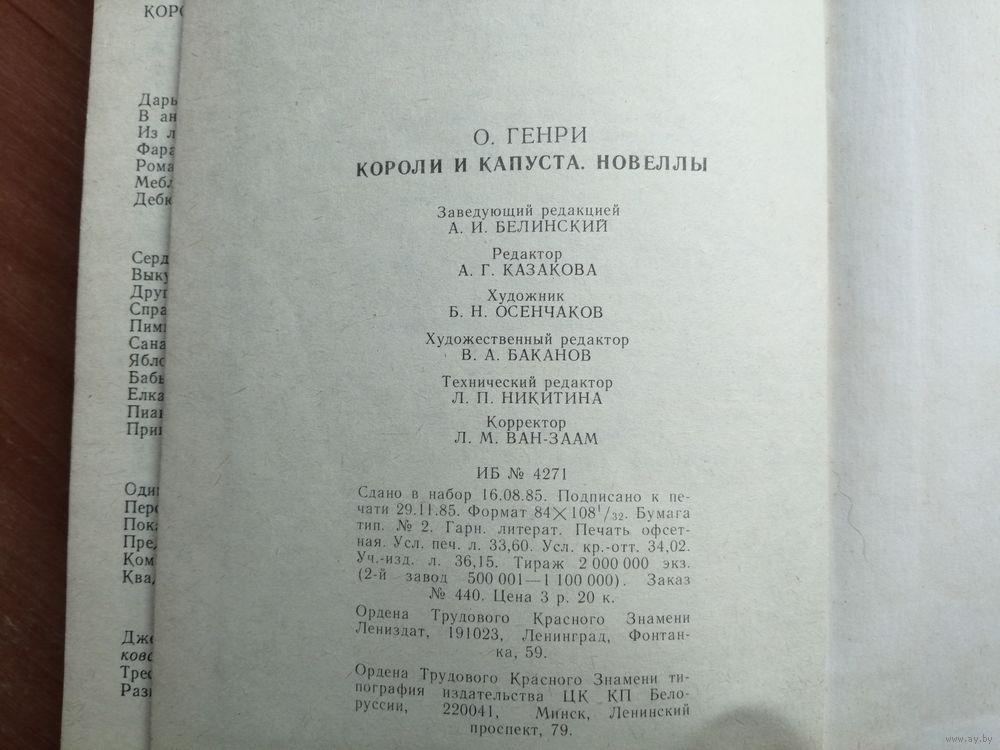 О. ГЕНРИ
КОРОЛИ И КАПУСТА. НОВЕЛЛЫ
Заведующий редакцией
А. И. БЕЛИНСКИЙ
Редактор
А. Г. КАЗАКОВА
Художник
Б. Н. ОСЕНЧАКОВ
Художественный редактор
В. А. БАКАНОВ
Технический редактор
Л. П. НИКИТИНА
Корректор
Л. М. ВАН-ЗААМ
ИБ № 4271
Сдано в набор 16.08.85. Подписано к пе-
чати 29.11.85. Формат 84×108¹/₃₂. Бумага
тип. № 2. Гарн. литерат. Печать офсет-
ная. Усл. печ. л. 33,60. Усл. кр.-отт. 34,02.
Уч.-изд. л. 36,15. Тираж 2 000 000 экз.
(2-й завод 500 001—1 100 000). Заказ
№ 440. Цена 3 р. 20 к.
Ордена Трудового Красного Знамени
Лениздат, 191023, Ленинград, Фонтан-
ка, 59.
Ордена Трудового Красного Знамени ти-
пография издательства ЦК КП Бело-
руссии, 220041, Минск, Ленинский
проспект, 79.
www.ay.by